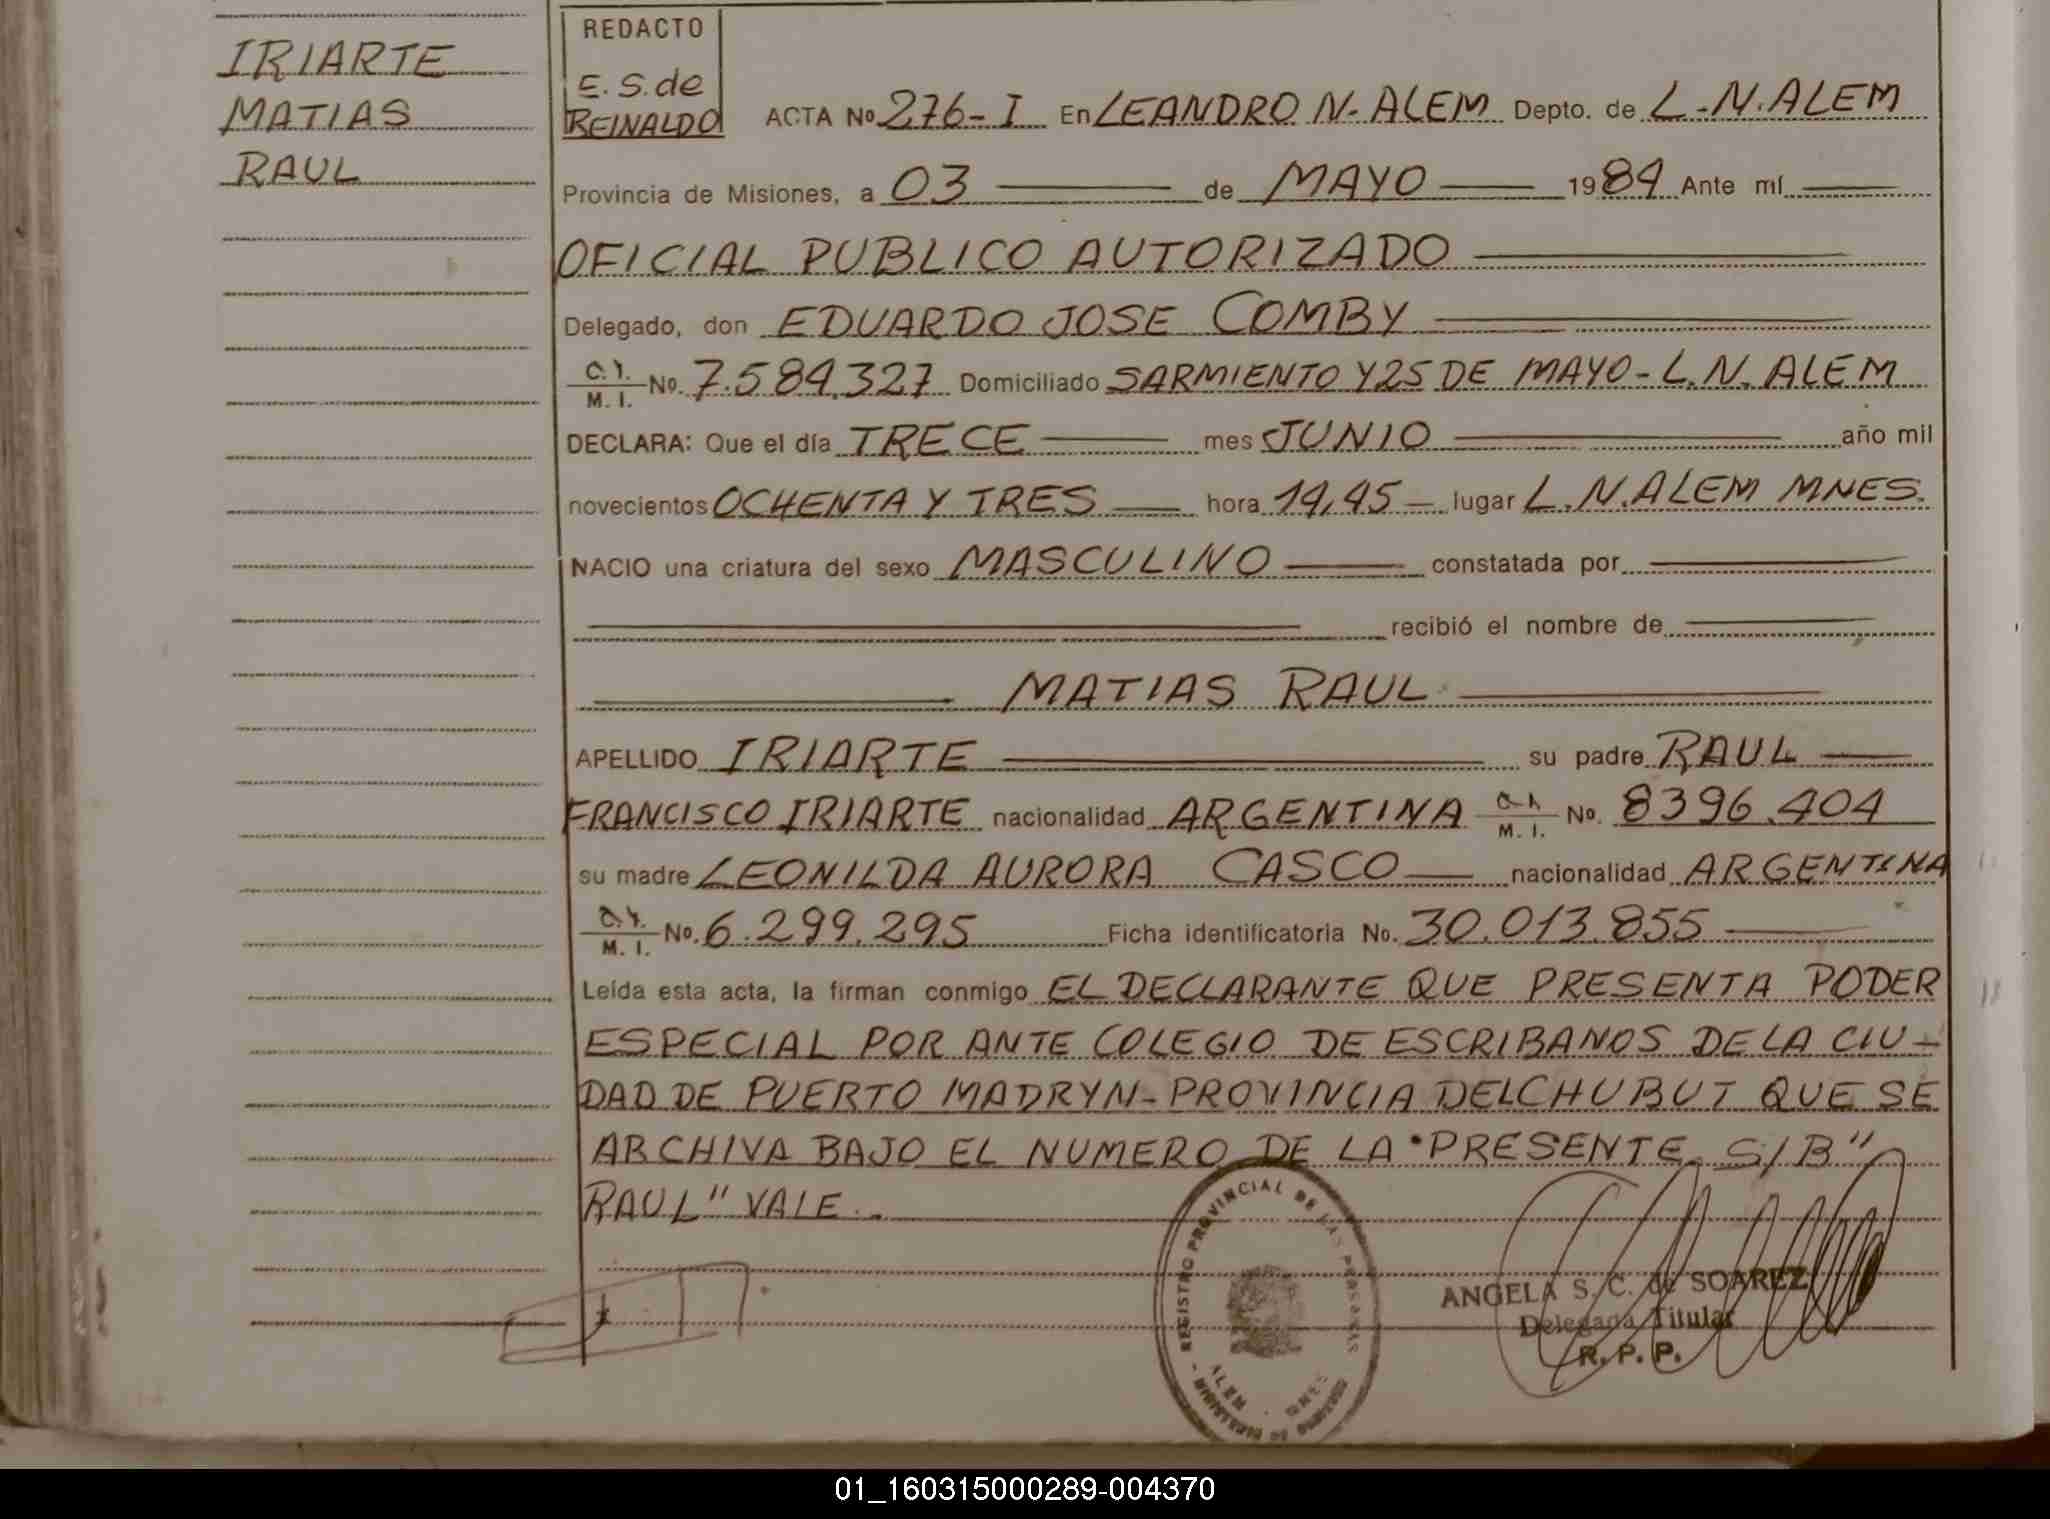 IRIARTE
MATIAS
RAUL
REDACTO
E. S. de
REINALDO
ACTA No 276-I En LEANDRO N. ALEM Depto. de L.N.ALEM
Provincia de Misiones, a 03 de MAYO 1984 Ante mí
OFICIAL PUBLICO AUTORIZADO
Delegado, don EDUARDO JOSE COMBY
C.I. / M. I. No. 7.584.327 Domiciliado SARMIENTO Y 25 DE MAYO - L.N. ALEM
DECLARA: Que el día TRECE mes JUNIO año mil
novecientos OCHENTA Y TRES hora 14,45 lugar L.N.ALEM MNES.
NACIO una criatura del sexo MASCULINO constatada por
recibió el nombre de
MATIAS RAUL
APELLIDO IRIARTE su padre RAUL
FRANCISCO IRIARTE nacionalidad ARGENTINA C.I. / M. I. No. 8396.404
su madre LEONILDA AURORA CASCO nacionalidad ARGENTINA
C.I. / M. I. No. 6.299.295 Ficha identificatoria No. 30.013.855
Leída esta acta, la firman conmigo EL DECLARANTE QUE PRESENTA PODER
ESPECIAL POR ANTE COLEGIO DE ESCRIBANOS DE LA CIU-
DAD DE PUERTO MADRYN-PROVINCIA DEL CHUBUT QUE SE
ARCHIVA BAJO EL NUMERO DE LA PRESENTE. S/B"
RAUL" VALE.
REGISTRO PROVINCIAL DE LAS PERSONAS
ALEM MNES
ANGELA S. C. de SOAREZ
Delegada Titular
R. P. P.
01_160315000289-004370